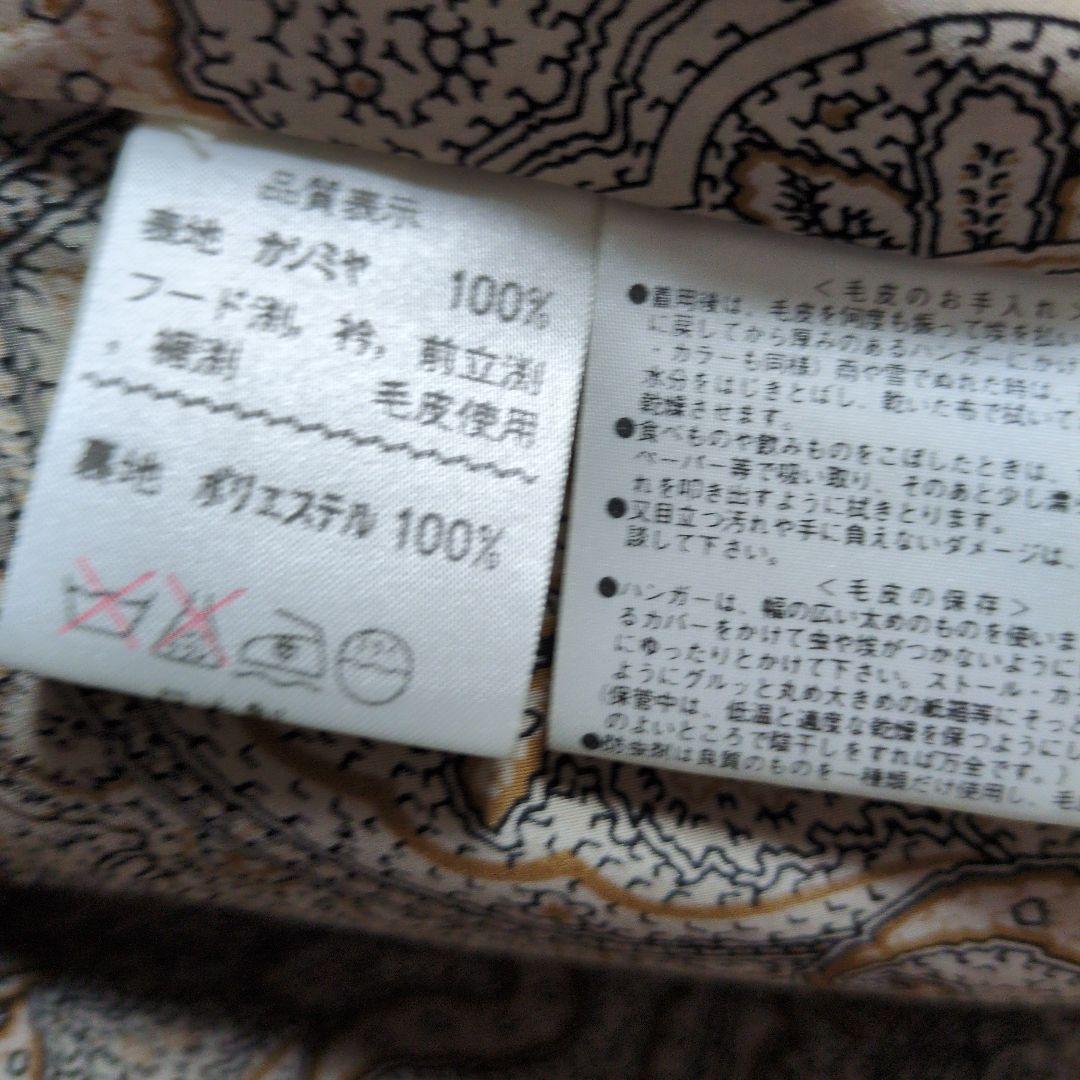 品質表示
表地 カシミヤ 100%
フード渕，衿，前立渕
，裾渕 毛皮使用
裏地 ポリエステル 100%
<毛皮のお手入れ>
●着用後は、毛皮を何度も振って埃を払い
に戻してから厚みのあるハンガーにかけ
・カラーも同様）雨や雪でぬれた時は、
水分をはじきとばし、乾いた布で拭いて
乾燥させます。
●食べものや飲みものをこぼしたときは、
ペーパー等で吸い取り、そのあと少し濡
れを叩き出すように拭きとります。
●又目立つ汚れや手に負えないダメージは、
談して下さい。
<毛皮の保存>
●ハンガーは、幅の広い太めのものを使いま
るカバーをかけて虫や埃がつかないように
にゆったりとかけて下さい。ストール・カ
ようにグルッと丸め大きめの紙箱等にそっと
(保管中は、低温と適度な乾燥を保つようにし
のよいところで陰干しをすれば万全です。)
●防虫剤は良質のものを一種類だけ使用し、毛